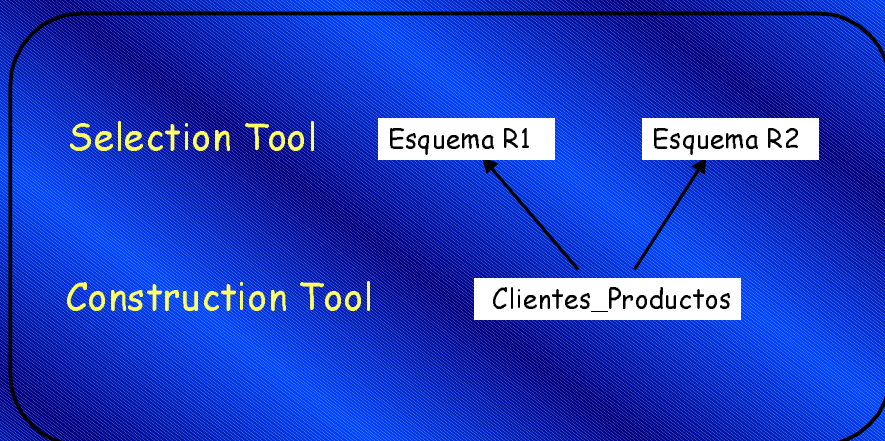 Selection Tool
Esquema R1
Esquema R2
Construction Tool
Clientes_Productos